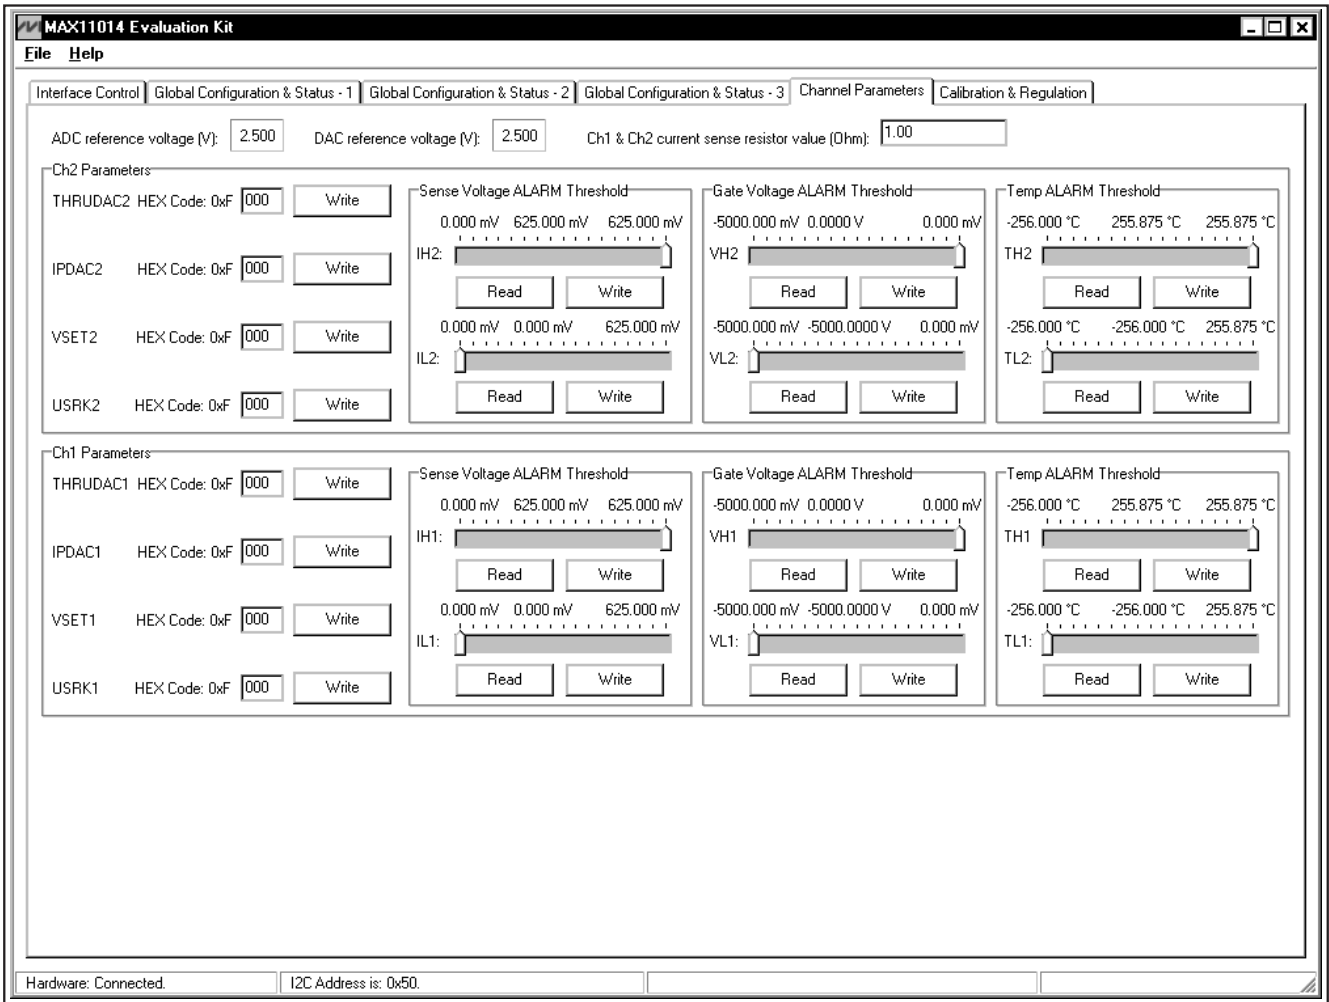 MAX11014 Evaluation Kit
File Help
Interface Control Global Configuration & Status - 1 Global Configuration & Status - 2 Global Configuration & Status - 3 Channel Parameters Calibration & Regulation
ADC reference voltage (V): 2.500 DAC reference voltage (V): 2.500 Ch1 & Ch2 current sense resistor value (Ohm): 1.00
Ch2 Parameters
THRUDAC2 HEX Code: 0xF 000 Write
IPDAC2 HEX Code: 0xF 000 Write
VSET2 HEX Code: 0xF 000 Write
USRK2 HEX Code: 0xF 000 Write
Sense Voltage ALARM Threshold
0.000 mV 625.000 mV 625.000 mV
IH2:
Read Write
0.000 mV 0.000 mV 625.000 mV
IL2:
Read Write
Gate Voltage ALARM Threshold
-5000.000 mV 0.0000 V 0.000 mV
VH2
Read Write
-5000.000 mV -5000.0000 V 0.000 mV
VL2:
Read Write
Temp ALARM Threshold
-256.000 °C 255.875 °C 255.875 °C
TH2
Read Write
-256.000 °C -256.000 °C 255.875 °C
TL2:
Read Write
Ch1 Parameters
THRUDAC1 HEX Code: 0xF 000 Write
IPDAC1 HEX Code: 0xF 000 Write
VSET1 HEX Code: 0xF 000 Write
USRK1 HEX Code: 0xF 000 Write
Sense Voltage ALARM Threshold
0.000 mV 625.000 mV 625.000 mV
IH1:
Read Write
0.000 mV 0.000 mV 625.000 mV
IL1:
Read Write
Gate Voltage ALARM Threshold
-5000.000 mV 0.0000 V 0.000 mV
VH1
Read Write
-5000.000 mV -5000.0000 V 0.000 mV
VL1:
Read Write
Temp ALARM Threshold
-256.000 °C 255.875 °C 255.875 °C
TH1
Read Write
-256.000 °C -256.000 °C 255.875 °C
TL1:
Read Write
Hardware: Connected. I2C Address is: 0x50.